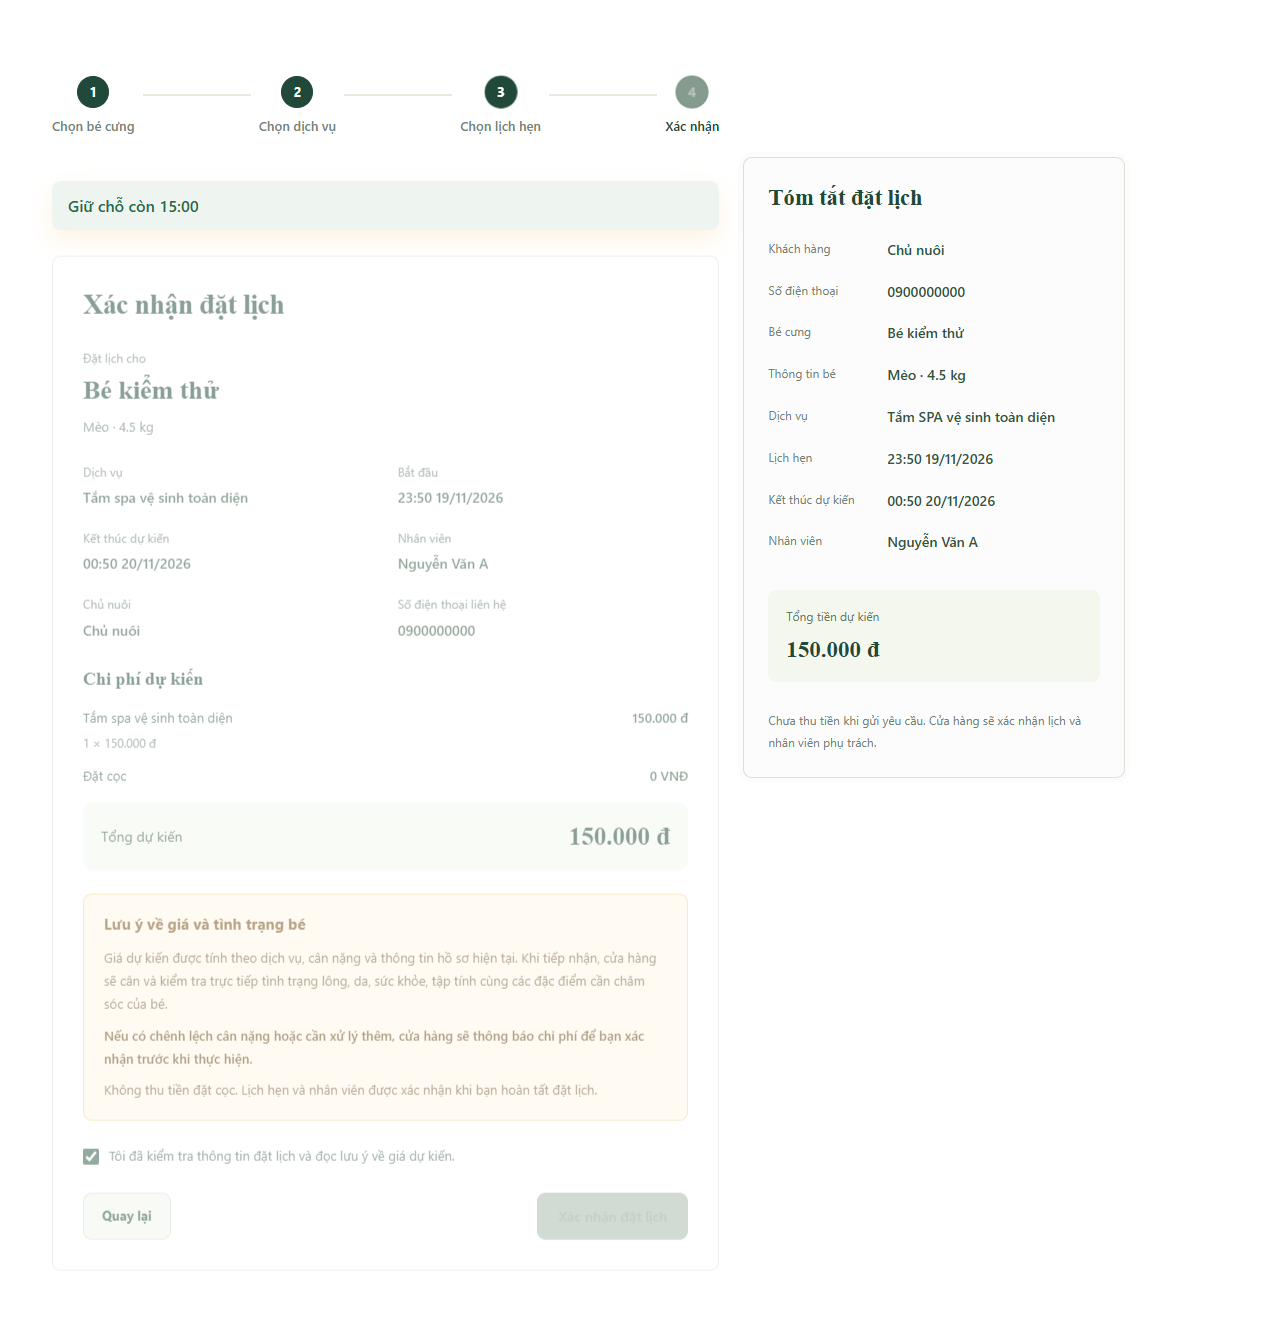 1
2
3
4
Chọn bé cưng
Chọn dịch vụ
Chọn lịch hẹn
Xác nhận
Giữ chỗ còn 15:00
Xác nhận đặt lịch
Đặt lịch cho
Bé kiểm thử
Mèo · 4.5 kg
Dịch vụ
Tắm spa vệ sinh toàn diện
Bắt đầu
23:50 19/11/2026
Kết thúc dự kiến
00:50 20/11/2026
Nhân viên
Nguyễn Văn A
Chủ nuôi
Chủ nuôi
Số điện thoại liên hệ
0900000000
Chi phí dự kiến
Tắm spa vệ sinh toàn diện
150.000 đ
1 × 150.000 đ
Đặt cọc
0 VNĐ
Tổng dự kiến
150.000 đ
Lưu ý về giá và tình trạng bé
Giá dự kiến được tính theo dịch vụ, cân nặng và thông tin hồ sơ hiện tại. Khi tiếp nhận, cửa hàng
sẽ cân và kiểm tra trực tiếp tình trạng lông, da, sức khỏe, tập tính cùng các đặc điểm cần chăm
sóc của bé.
Nếu có chênh lệch cân nặng hoặc cần xử lý thêm, cửa hàng sẽ thông báo chi phí để bạn xác
nhận trước khi thực hiện.
Không thu tiền đặt cọc. Lịch hẹn và nhân viên được xác nhận khi bạn hoàn tất đặt lịch.
Tôi đã kiểm tra thông tin đặt lịch và đọc lưu ý về giá dự kiến.
Quay lại
Xác nhận đặt lịch
Tóm tắt đặt lịch
Khách hàng
Chủ nuôi
Số điện thoại
0900000000
Bé cưng
Bé kiểm thử
Thông tin bé
Mèo · 4.5 kg
Dịch vụ
Tắm SPA vệ sinh toàn diện
Lịch hẹn
23:50 19/11/2026
Kết thúc dự kiến
00:50 20/11/2026
Nhân viên
Nguyễn Văn A
Tổng tiền dự kiến
150.000 đ
Chưa thu tiền khi gửi yêu cầu. Cửa hàng sẽ xác nhận lịch và
nhân viên phụ trách.